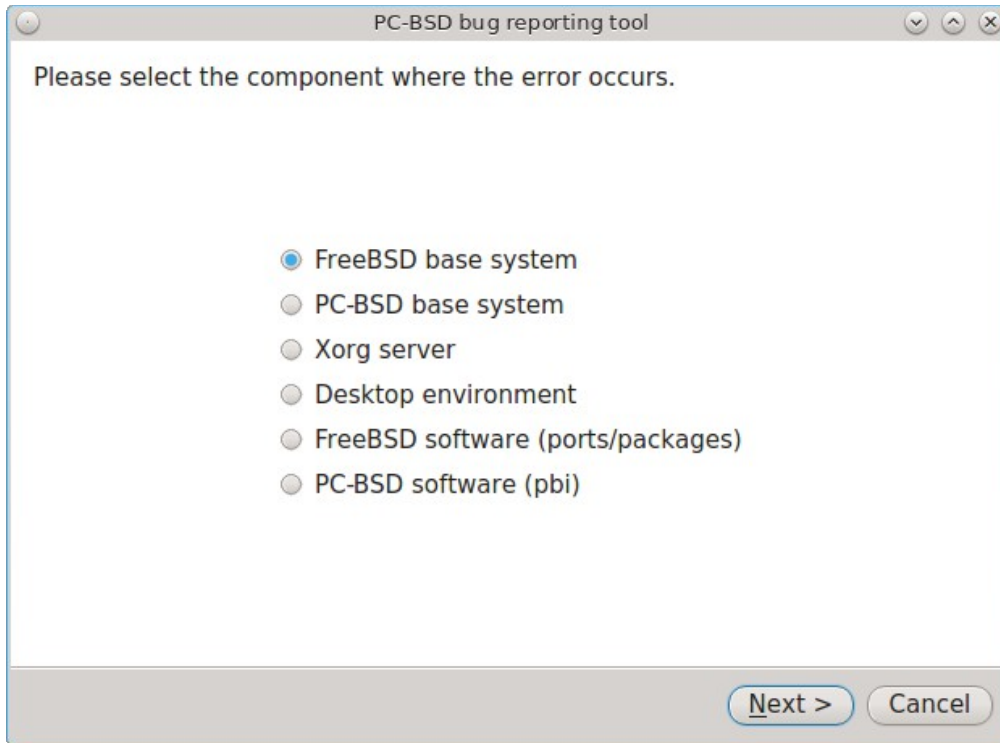 PC-BSD bug reporting tool
Please select the component where the error occurs.
FreeBSD base system
PC-BSD base system
Xorg server
Desktop environment
FreeBSD software (ports/packages)
PC-BSD software (pbi)
Next > Cancel